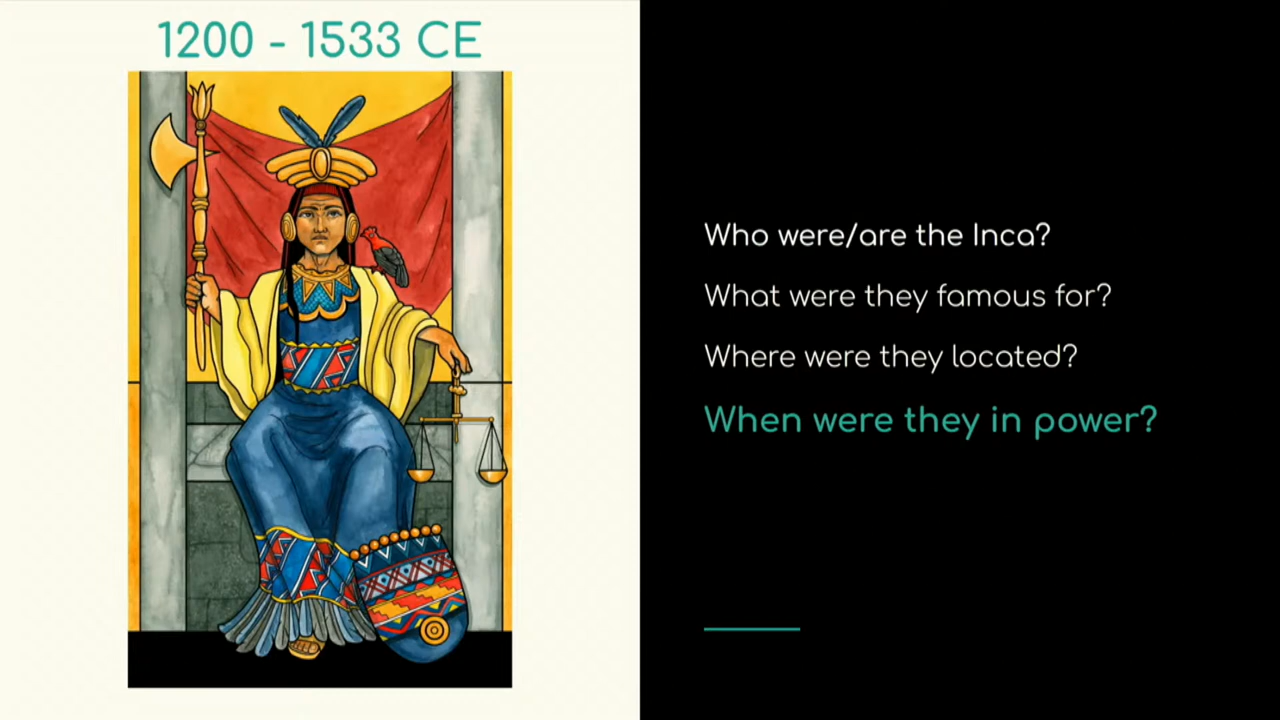 1200 - 1533 CE
Who were/are the Inca?
What were they famous for?
Where were they located?
When were they in power?